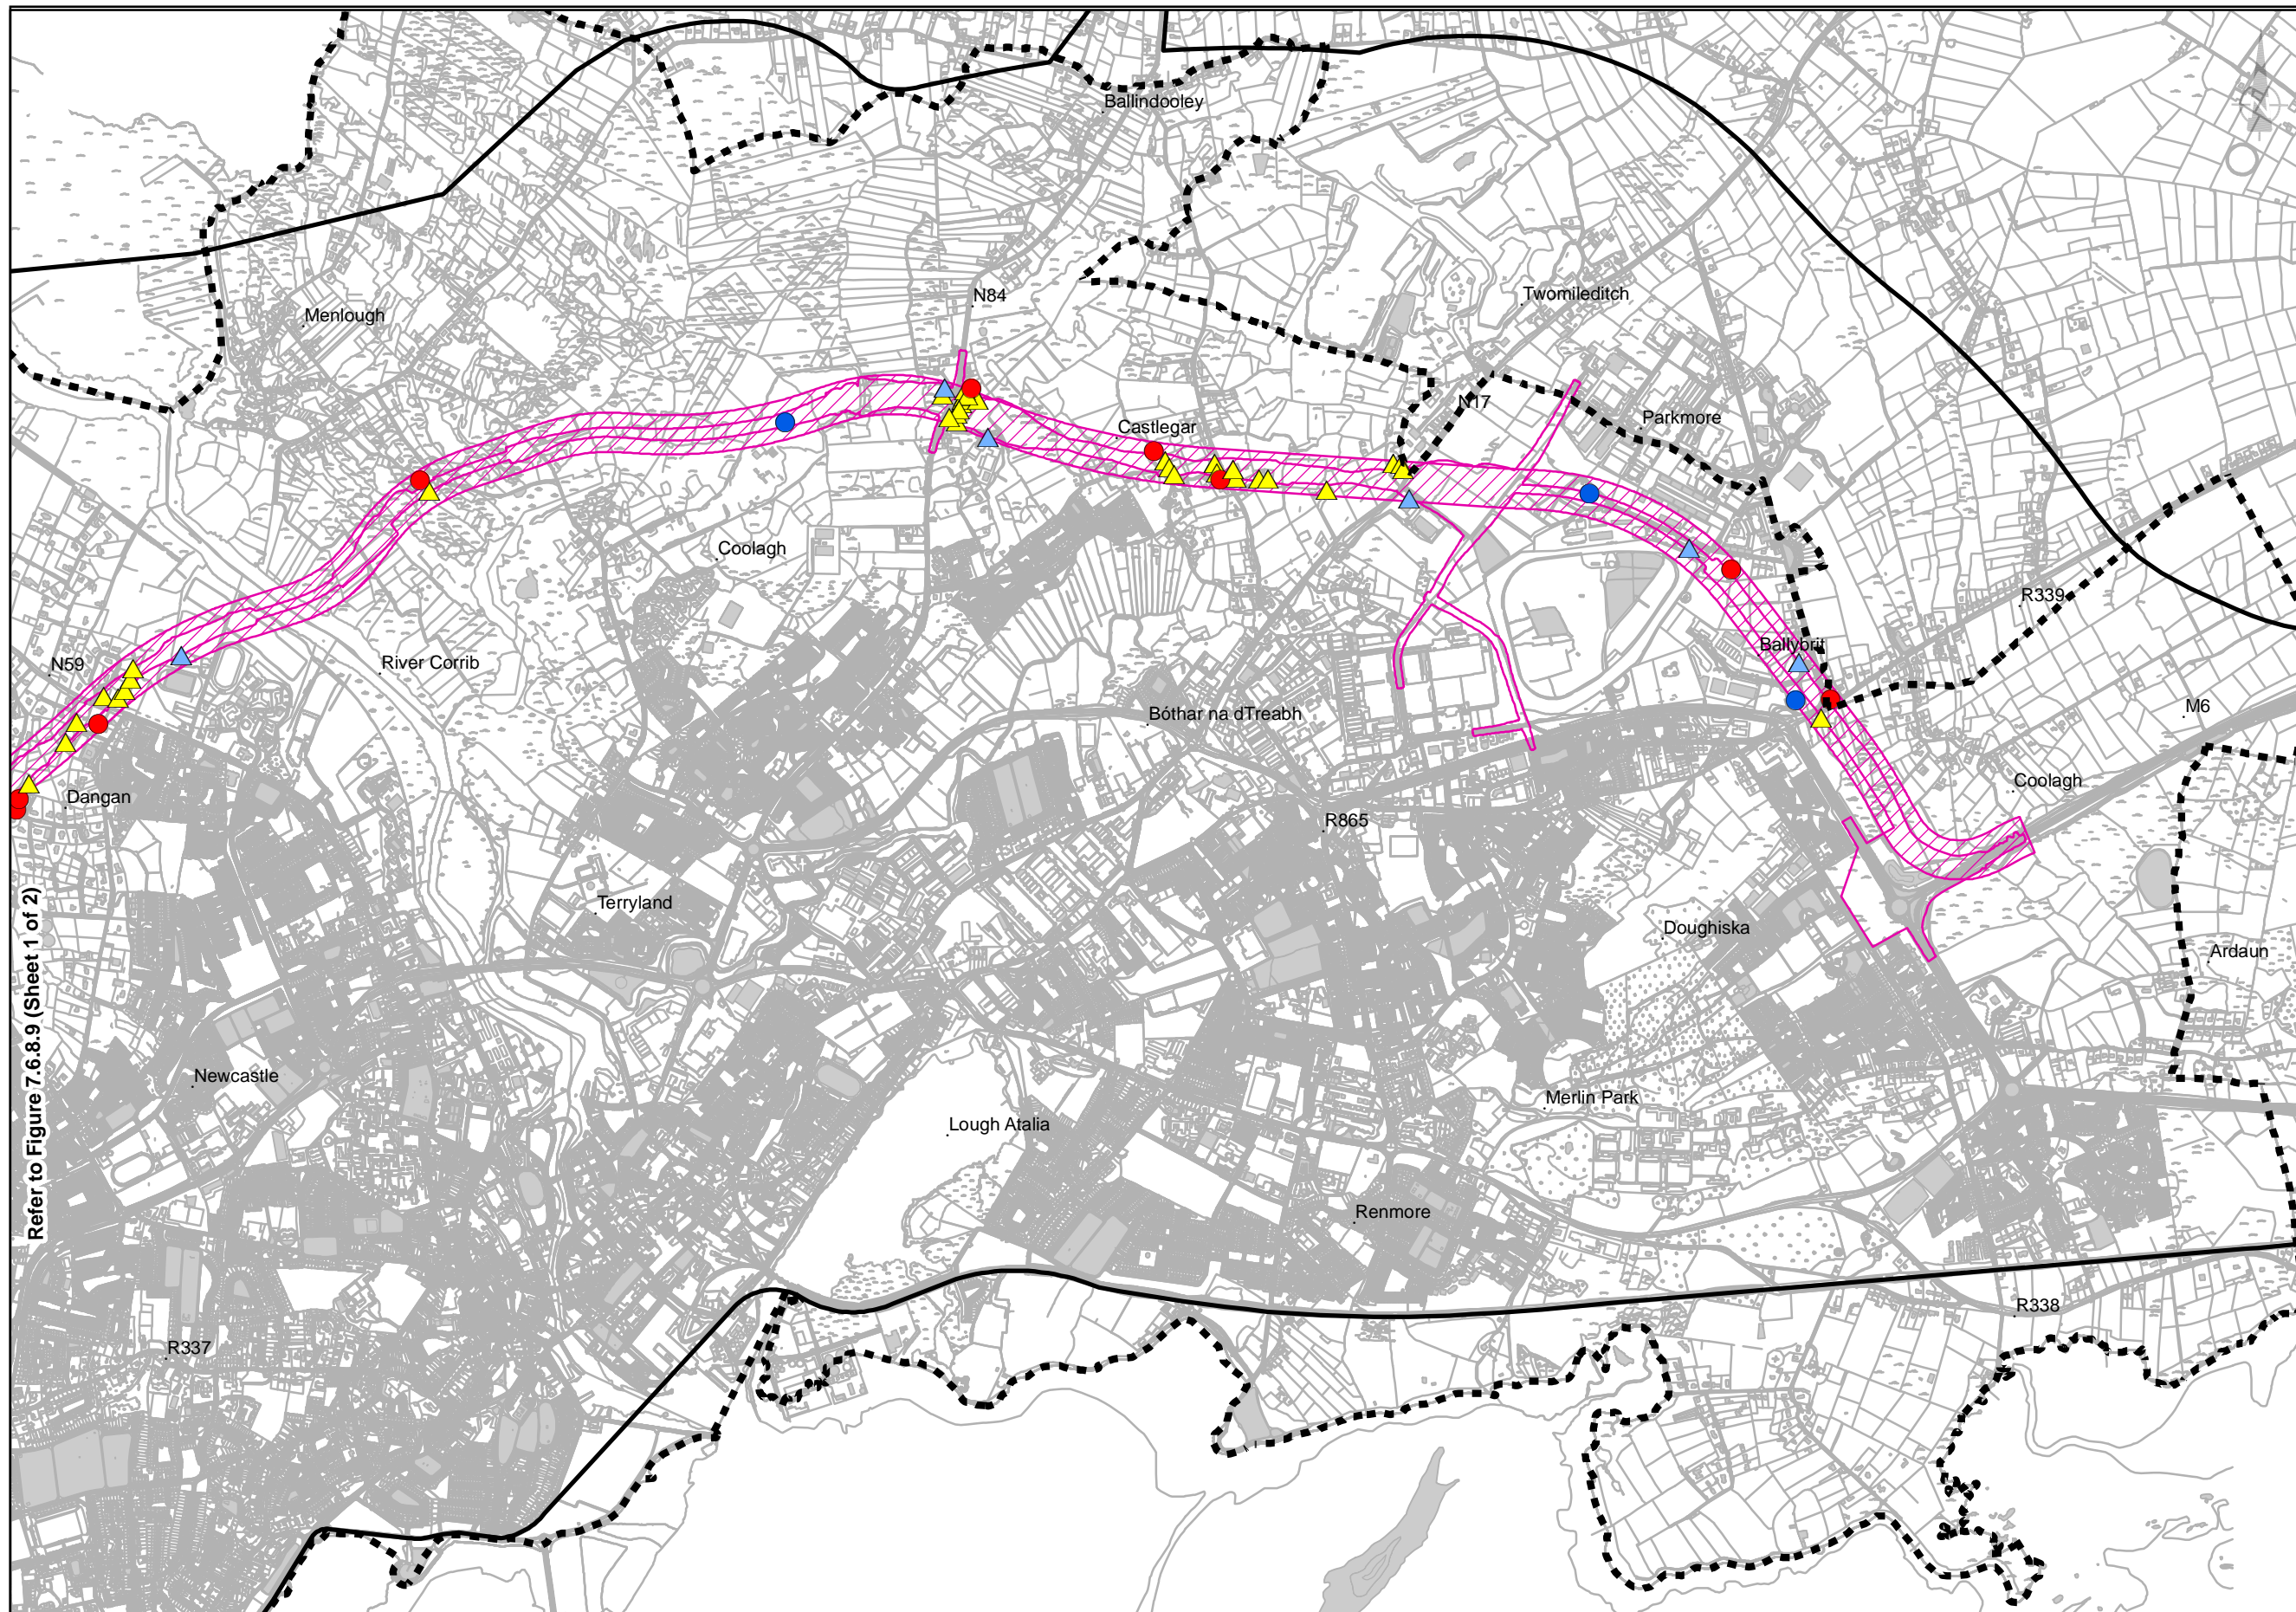 Ballindooley
N84
Twomileditch
Menlough
N17
Parkmore
Castlegar
Coolagh
R339
Ballybrit
N59
River Corrib
M6
Bóthar na dTreabh
Coolagh
Dangan
R865
Terryland
Doughiska
Ardaun
Refer to Figure 7.6.8.9 (Sheet 1 of 2)
Newcastle
Merlin Park
Lough Atalia
Renmore
R338
R337